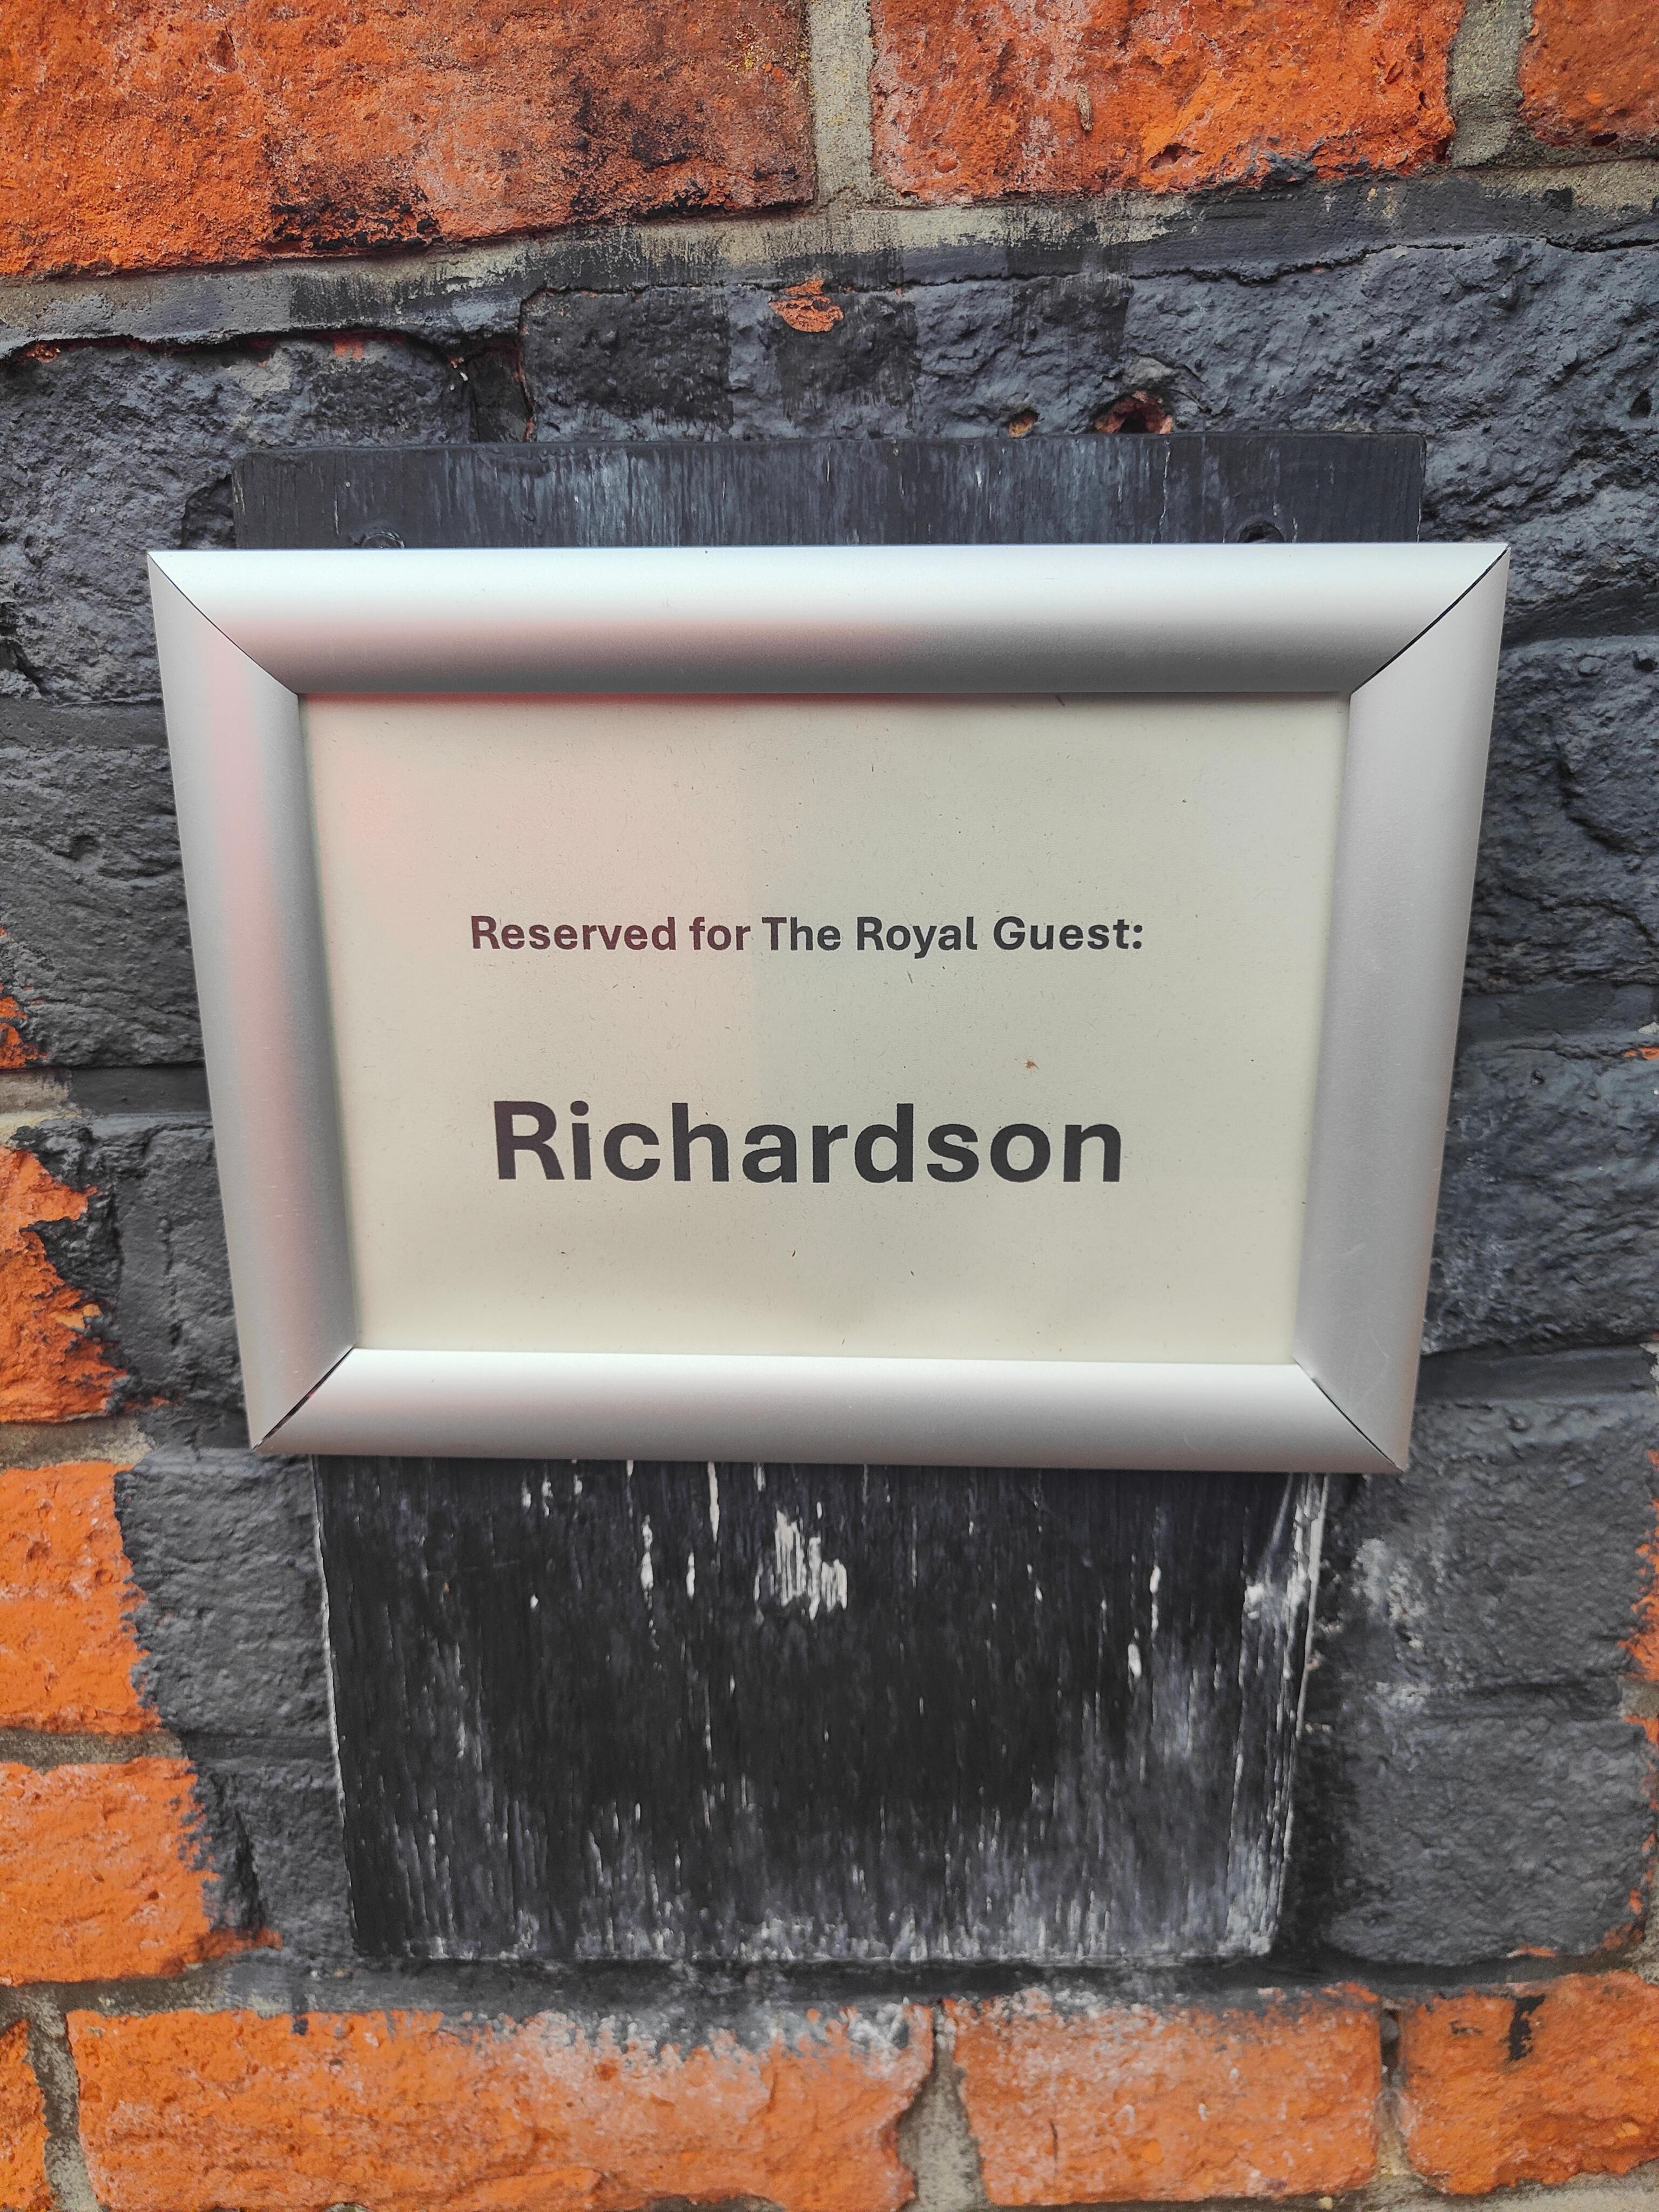 Reserved for The Royal Guest:
Richardson